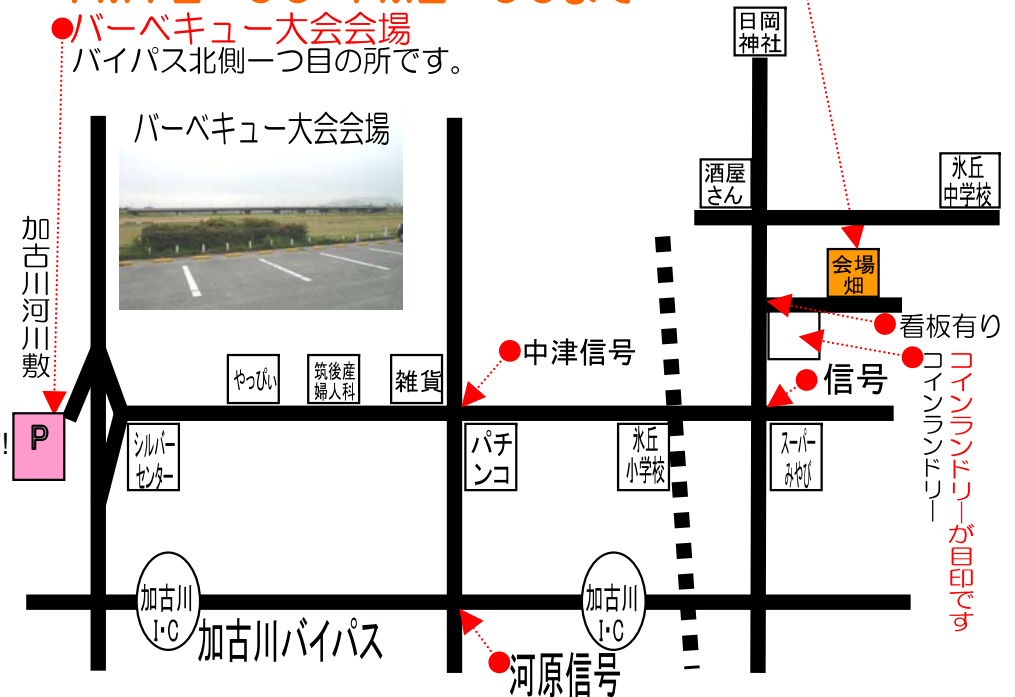 バーベキュー大会会場
バイパス北側一つ目の所です。
バーベキュー大会会場
日岡
神社
酒屋
さん
氷丘
中学校
会場
畑
看板有り
加古川河川敷
コインランドリーが目印です
コインランドリー
中津信号
信号
やっぴぃ
筑後産
婦人科
雑貨
P
!
シルバー
センター
パチ
ンコ
氷丘
小学校
スーパー
みやび
加古川
I・C
加古川
I・C
加古川バイパス
河原信号